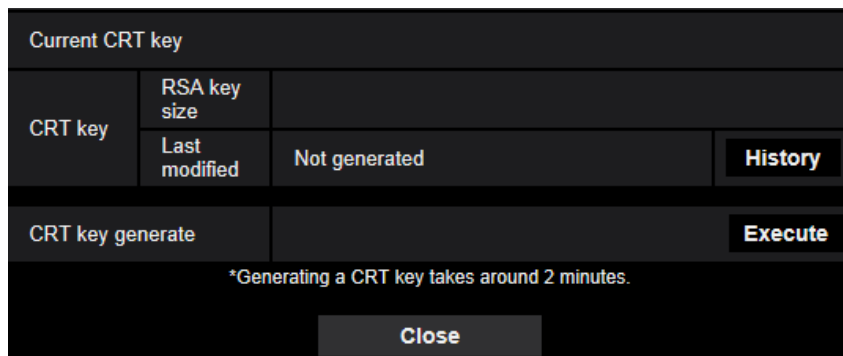 Current CRT key
CRT key
RSA key
size
Last
modified
Not generated
History
CRT key generate
Execute
*Generating a CRT key takes around 2 minutes.
Close